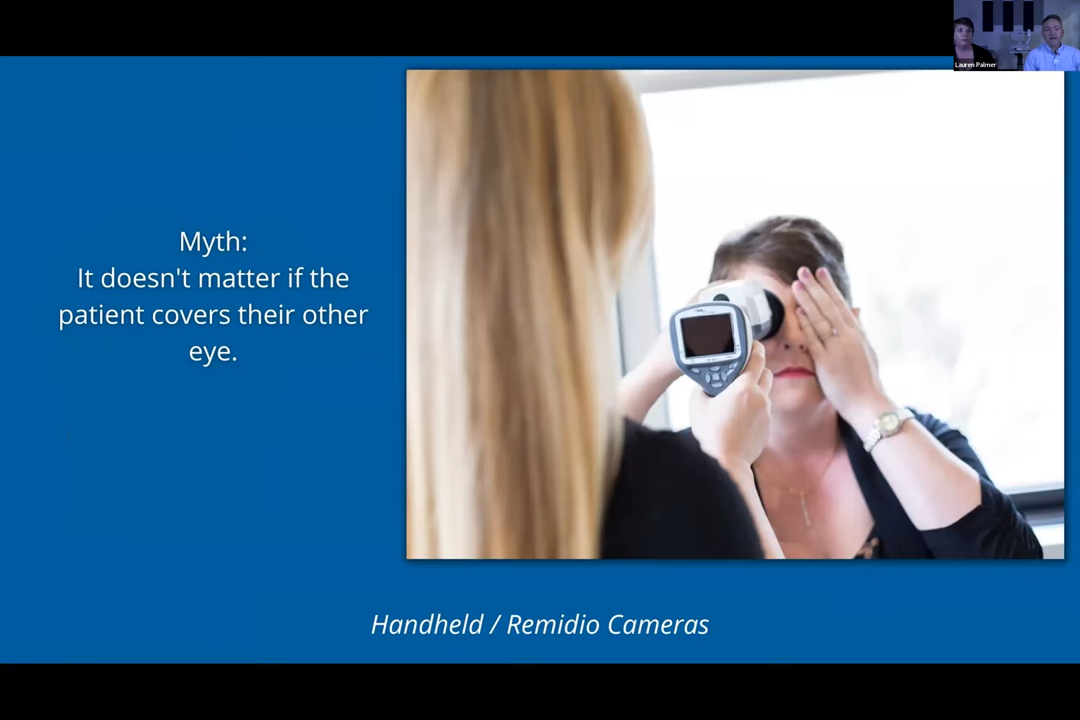 Lauren Palmer
Myth:
It doesn't matter if the
patient covers their other
eye.
Handheld / Remidio Cameras